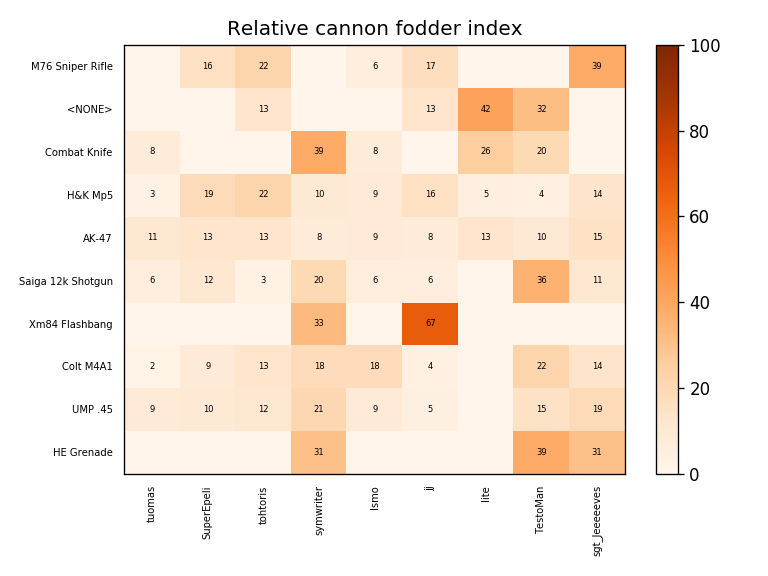 Relative cannon fodder index
M76 Sniper Rifle 16 22 6 17 39
<NONE> 13 13 42 32
Combat Knife 8 39 8 26 20
H&K Mp5 3 19 22 10 9 16 5 4 14
AK-47 11 13 13 8 9 8 13 10 15
Saiga 12k Shotgun 6 12 3 20 6 6 36 11
Xm84 Flashbang 33 67
Colt M4A1 2 9 13 18 18 4 22 14
UMP .45 9 10 12 21 9 5 15 19
HE Grenade 31 39 31
tuomas
SuperEpeli
tohtoris
symwriter
Ismo
jj
lite
TestoMan
sgt_Jeeeeeves
100
80
60
40
20
0